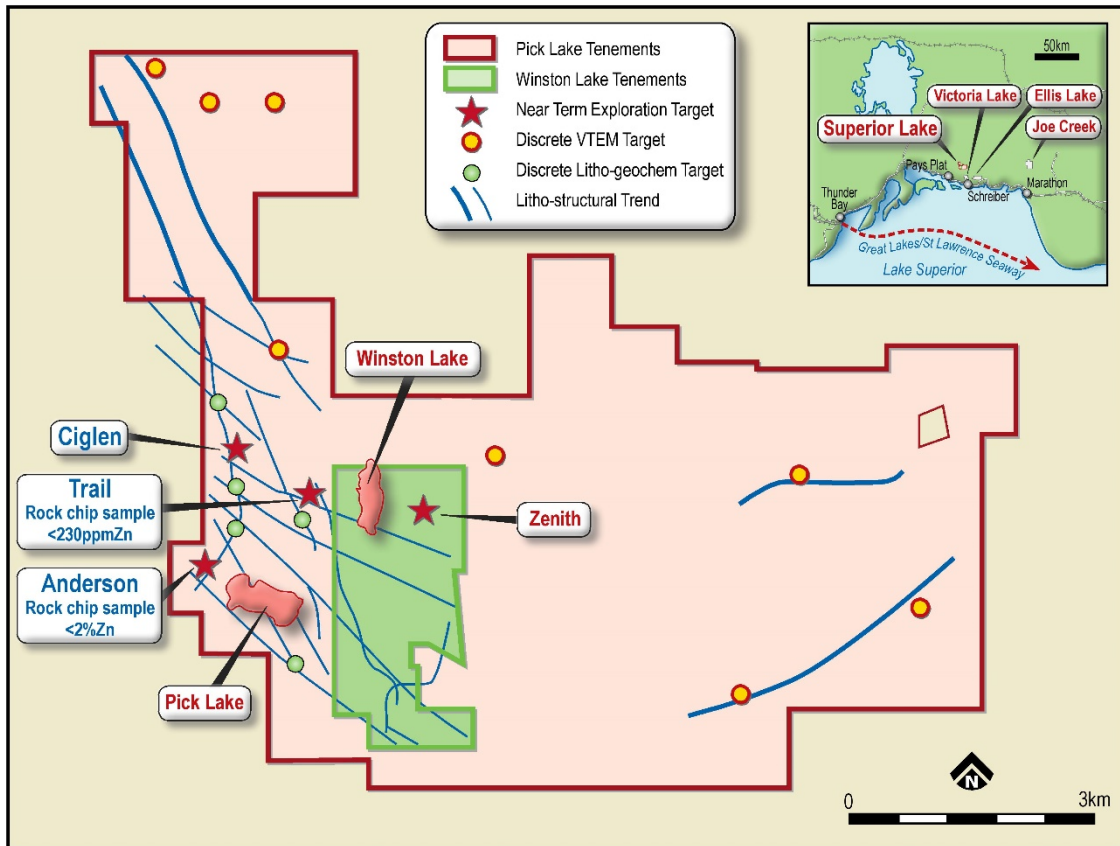 Pick Lake Tenements
Winston Lake Tenements
Near Term Exploration Target
Discrete VTEM Target
Discrete Litho-geochem Target
Litho-structural Trend
50km
Victoria Lake
Ellis Lake
Superior Lake
Joe Creek
Pays Plat
Schreiber
Marathon
Thunder
Bay
Great Lakes/St Lawrence Seaway
Lake Superior
Winston Lake
Ciglen
Trail
Rock chip sample
<230ppmZn
Zenith
Anderson
Rock chip sample
<2%Zn
Pick Lake
N
0
3km